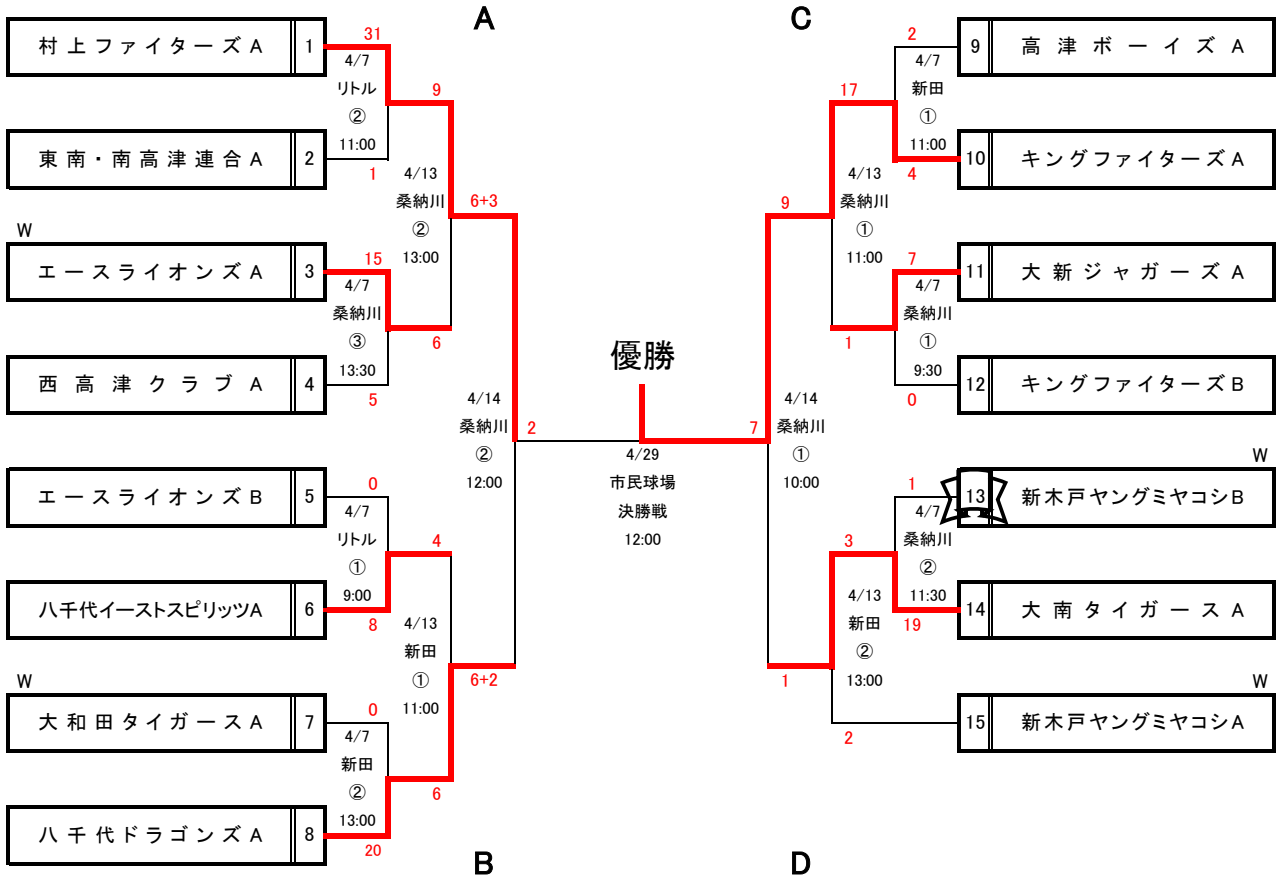 A
C
村上ファイターズA
1
31
4/7
リトル
②
11:00
東南・南高津連合A
2
1
9
4/13
桑納川
②
13:00
W
エースライオンズA
3
15
4/7
桑納川
③
13:30
西高津クラブA
4
5
6
6+3
4/14
桑納川
②
12:00
エースライオンズB
5
0
4/7
リトル
①
9:00
八千代イーストスピリッツA
6
8
4
4/13
新田
①
11:00
W
大和田タイガースA
7
0
4/7
新田
②
13:00
八千代ドラゴンズA
8
20
6
6+2
B
優勝
2
7
4/29
市民球場
決勝戦
12:00
2
9
高津ボーイズA
4/7
新田
①
11:00
10
キングファイターズA
4
17
4/13
桑納川
①
11:00
7
11
大新ジャガーズA
4/7
桑納川
①
9:30
12
キングファイターズB
0
1
9
4/14
桑納川
①
10:00
W
1
13
新木戸ヤングミヤコシB
4/7
桑納川
②
11:30
14
大南タイガースA
19
3
4/13
新田
②
13:00
W
15
新木戸ヤングミヤコシA
2
1
D